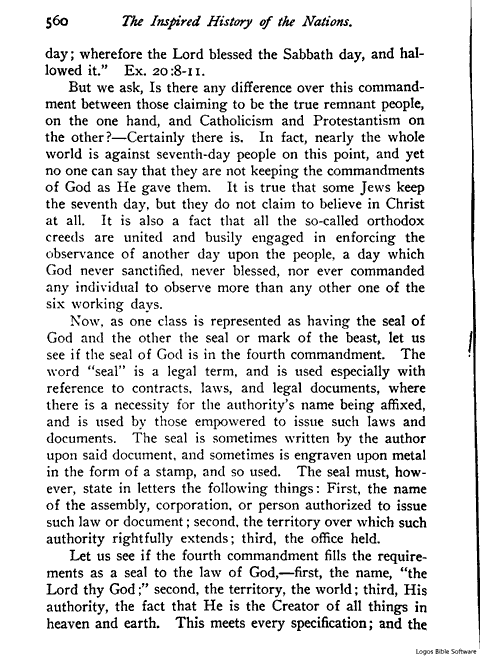 560 The Inspired History of the Nations.
day; wherefore the Lord blessed the Sabbath day, and hal-
lowed it." Ex. 20:8-11.
But we ask, Is there any difference over this command-
ment between those claiming to be the true remnant people,
on the one hand, and Catholicism and Protestantism on
the other?—Certainly there is. In fact, nearly the whole
world is against seventh-day people on this point, and yet
no one can say that they are not keeping the commandments
of God as He gave them. It is true that some Jews keep
the seventh day, but they do not claim to believe in Christ
at all. It is also a fact that all the so-called orthodox
creeds are united and busily engaged in enforcing the
observance of another day upon the people, a day which
God never sanctified, never blessed, nor ever commanded
any individual to observe more than any other one of the
six working days.
Now, as one class is represented as having the seal of
God and the other the seal or mark of the beast, let us
see if the seal of God is in the fourth commandment. The
word "seal" is a legal term, and is used especially with
reference to contracts, laws, and legal documents, where
there is a necessity for the authority's name being affixed,
and is used by those empowered to issue such laws and
documents. The seal is sometimes written by the author
upon said document, and sometimes is engraven upon metal
in the form of a stamp, and so used. The seal must, how-
ever, state in letters the following things: First, the name
of the assembly, corporation, or person authorized to issue
such law or document; second, the territory over which such
authority rightfully extends; third, the office held.
Let us see if the fourth commandment fills the require-
ments as a seal to the law of God,—first, the name, "the
Lord thy God;" second, the territory, the world; third, His
authority, the fact that He is the Creator of all things in
heaven and earth. This meets every specification; and the
Logos Bible Software